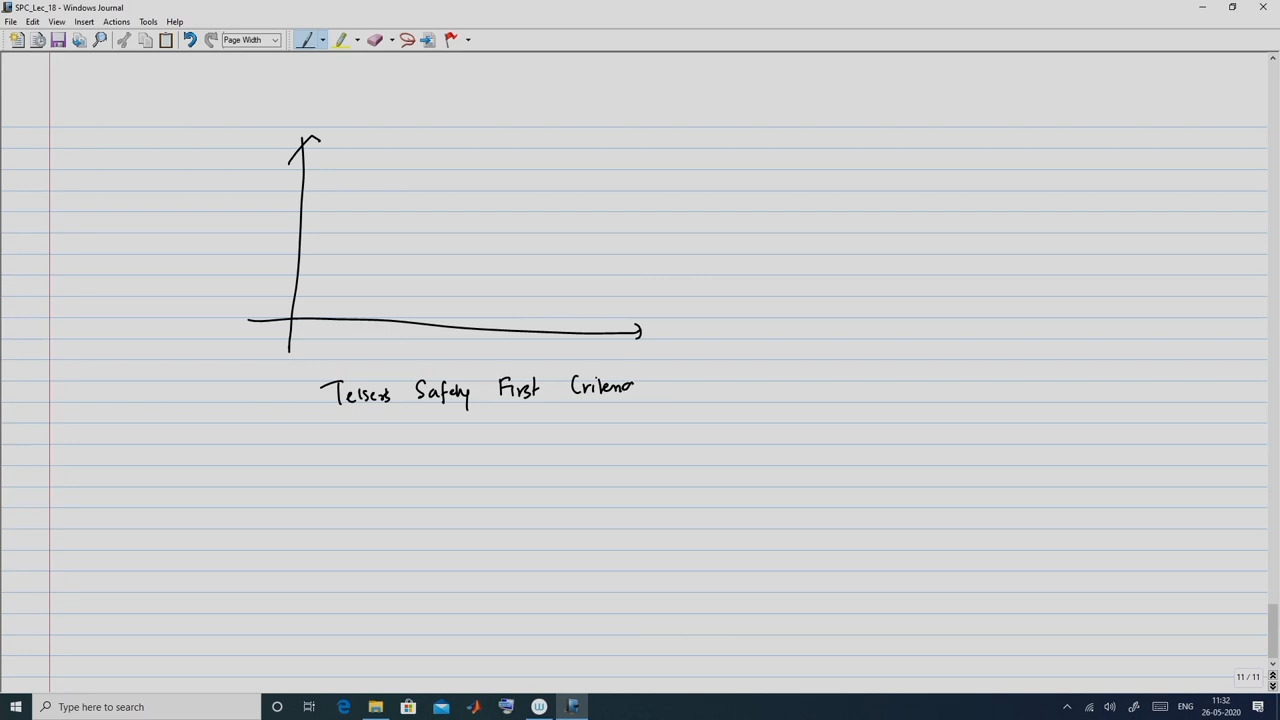 SPC_Lec_18 - Windows Journal
File Edit View Insert Actions Tools Help
Page Width
Telsers Safety First Criteria
11 / 11
Type here to search
ENG
11:32
26-05-2020